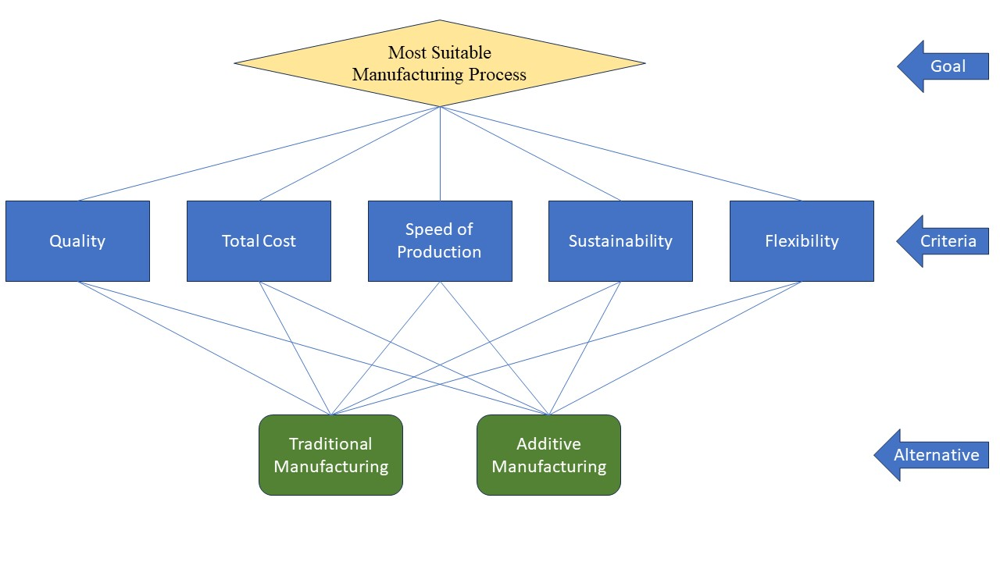 Most Suitable
Manufacturing Process
Goal
Quality
Total Cost
Speed of
Production
Sustainability
Flexibility
Criteria
Traditional
Manufacturing
Additive
Manufacturing
Alternative